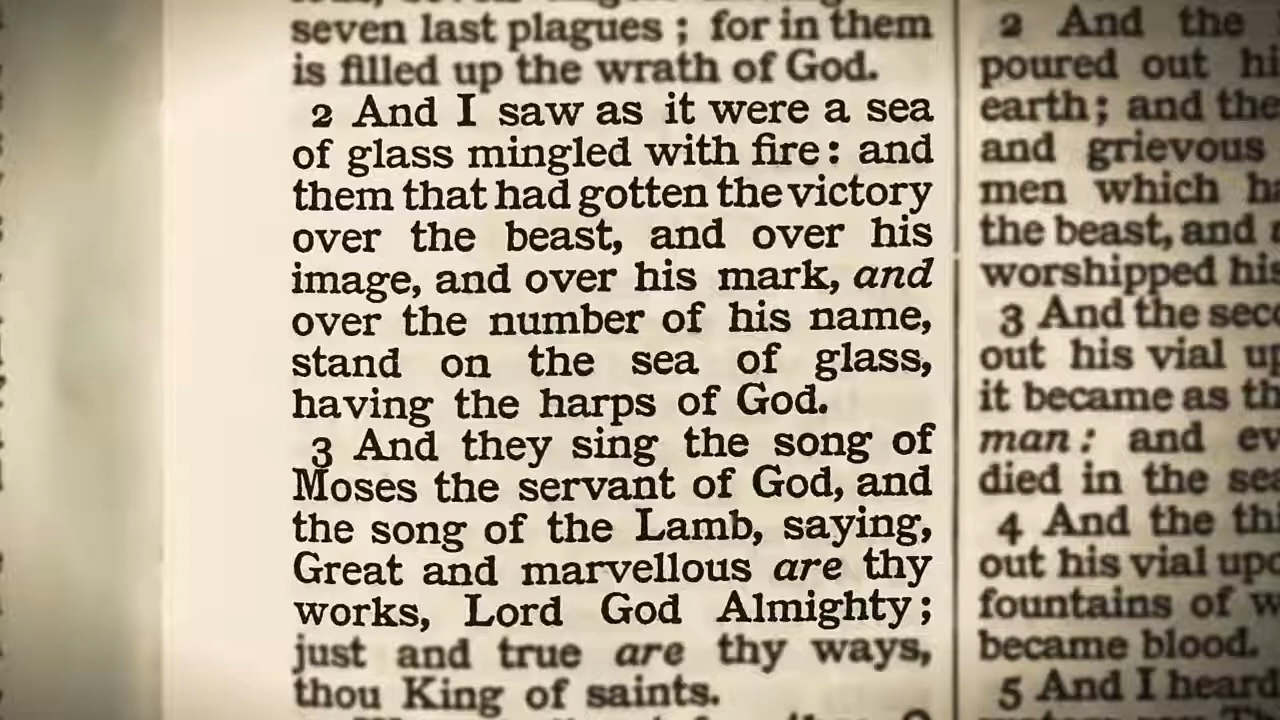 seven last plagues ; for in them
is filled up the wrath of God.
2 And I saw as it were a sea
of glass mingled with fire : and
them that had gotten the victory
over the beast, and over his
image, and over his mark, and
over the number of his name,
stand on the sea of glass,
having the harps of God.
3 And they sing the song of
Moses the servant of God, and
the song of the Lamb, saying,
Great and marvellous are thy
works, Lord God Almighty ;
just and true are thy ways,
thou King of saints.
2 And the
poured out
earth ; and
and grievous
men which
the beast, and
worshipped
3 And the
out his vial
it became as
man : and
died in the
4 And the
out his vial
fountains of
became blood.
5 And I heard